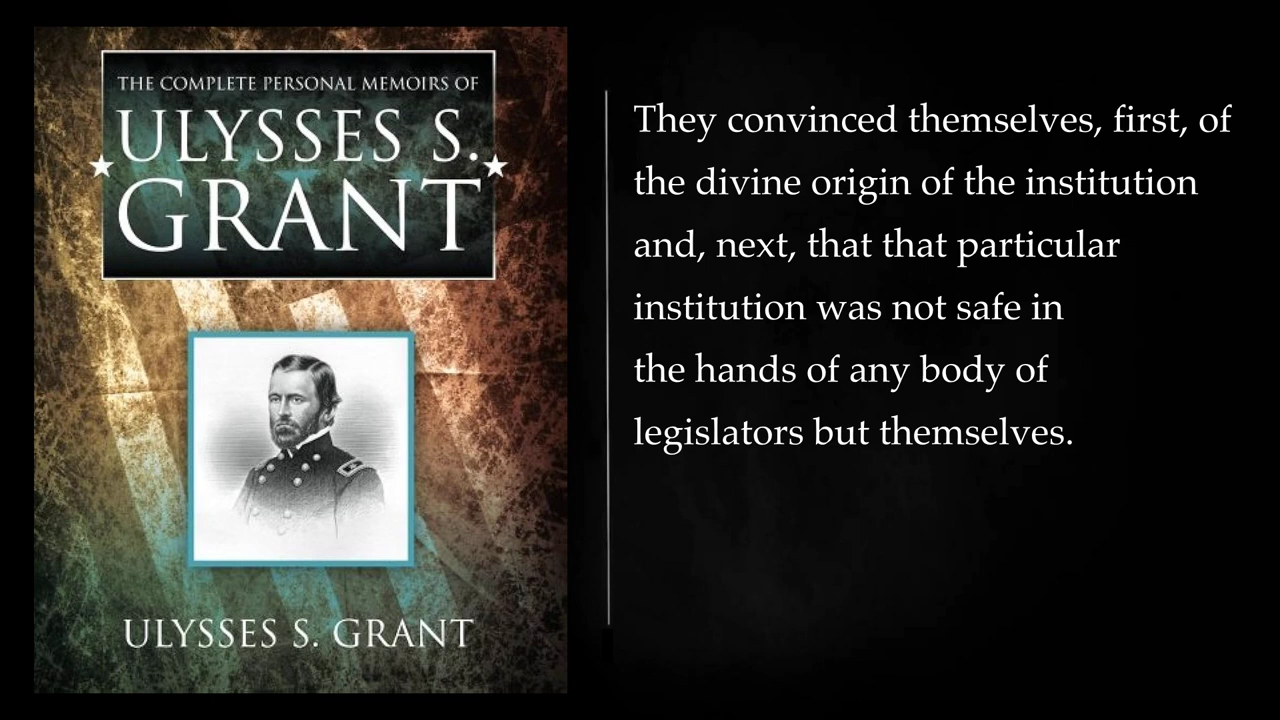 THE COMPLETE PERSONAL MEMOIRS OF
ULYSSES S.
GRANT
ULYSSES S. GRANT
They convinced themselves, first, of
the divine origin of the institution
and, next, that that particular
institution was not safe in
the hands of any body of
legislators but themselves.